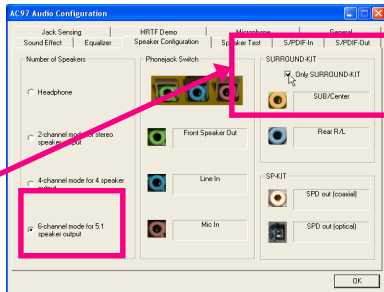 AC97 Audio Configuration
Jack Sensing
HRTF Demo
Microphone
General
Sound Effect
Equalizer
Speaker Configuration
Speaker Test
S/PDIF-In
S/PDIF-Out
Number of Speakers
Headphone
2-channel mode for stereo
speaker output
4-channel mode for 4 speaker
output
6-channel mode for 5.1
speaker output
Phonejack Switch
Front Speaker Out
Line In
Mic In
SURROUND-KIT
Only SURROUND-KIT
SUB/Center
Rear R/L
SP-KIT
SPD out (coaxial)
SPD out (optical)
OK